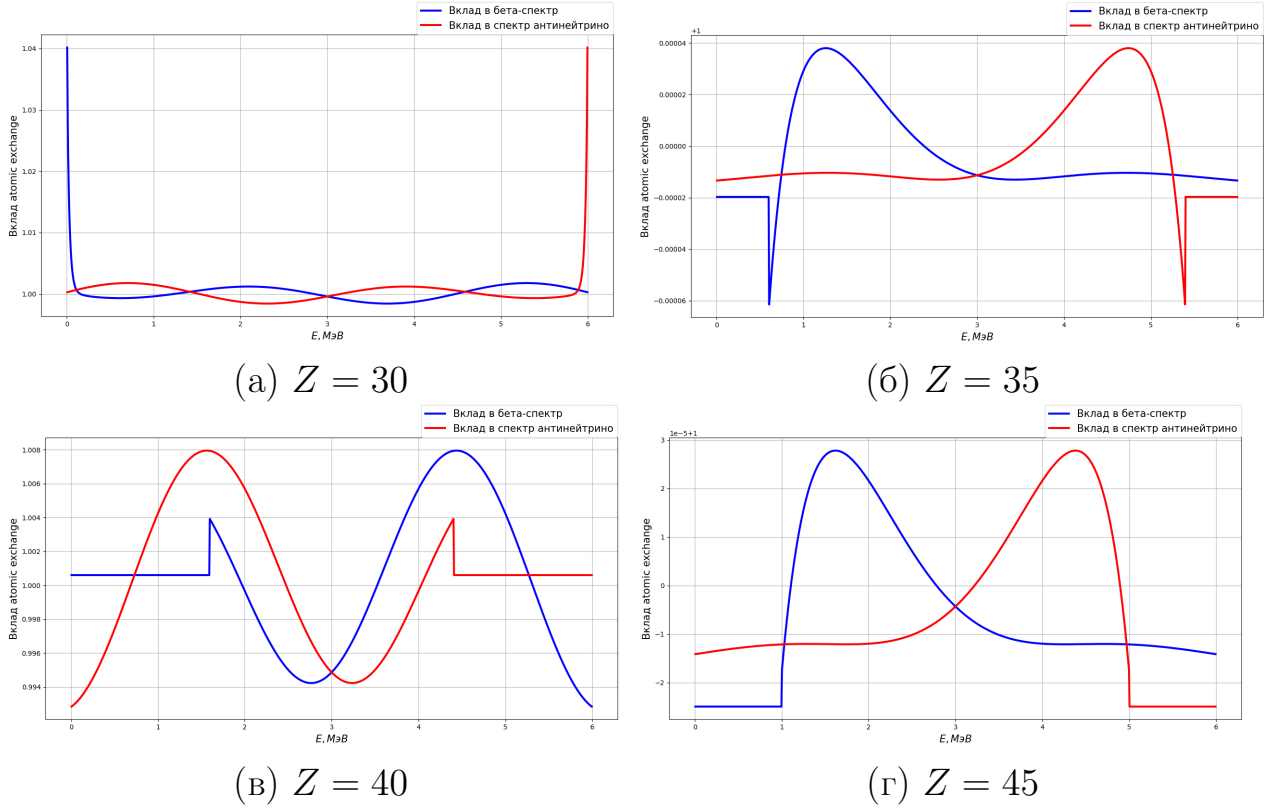 Вклад в бета-спектр
Вклад в спектр антинейтрино
1.04
1.03
1.02
1.01
1.00
Вклад atomic exchange
0 1 2 3 4 5 6
E, МэВ
(а) Z = 30
Вклад в бета-спектр
Вклад в спектр антинейтрино
+1
0.00004
0.00002
0.00000
−0.00002
−0.00004
−0.00006
Вклад atomic exchange
0 1 2 3 4 5 6
E, МэВ
(б) Z = 35
Вклад в бета-спектр
Вклад в спектр антинейтрино
1.008
1.006
1.004
1.002
1.000
0.998
0.996
0.994
Вклад atomic exchange
0 1 2 3 4 5 6
E, МэВ
(в) Z = 40
Вклад в бета-спектр
Вклад в спектр антинейтрино
1e−5+1
3
2
1
0
−1
−2
Вклад atomic exchange
0 1 2 3 4 5 6
E, МэВ
(г) Z = 45